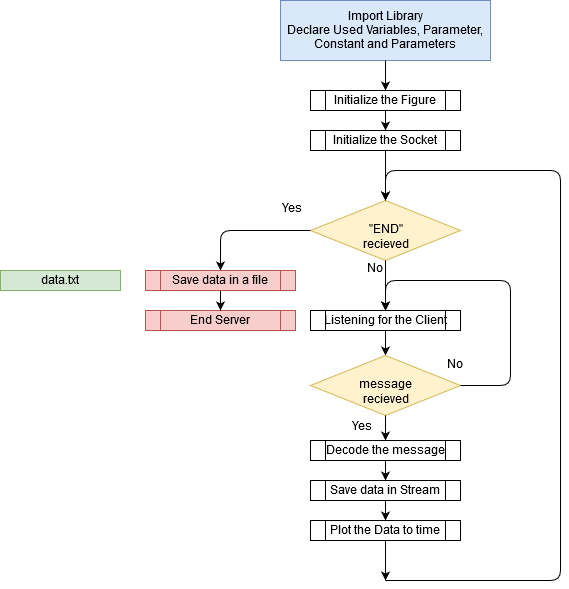 Import Library
Declare Used Variables, Parameter,
Constant and Parameters
Initialize the Figure
Initialize the Socket
Yes
"END"
recieved
No
data.txt
Save data in a file
End Server
Listening for the Client
No
message
recieved
Yes
Decode the message
Save data in Stream
Plot the Data to time